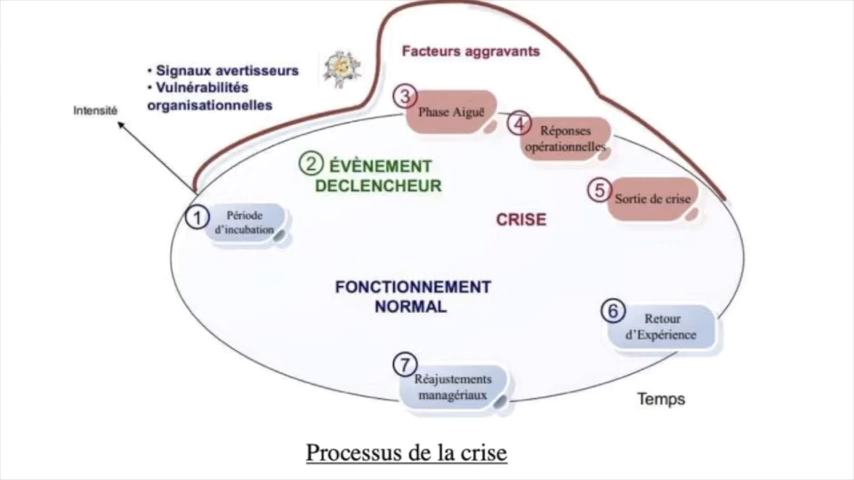 Facteurs aggravants
• Signaux avertisseurs
• Vulnérabilités
organisationnelles
Intensité
3
Phase Aiguë
4
Réponses
opérationnelles
2 ÉVÈNEMENT
DECLENCHEUR
5
Sortie de crise
1
Période
d'incubation
CRISE
FONCTIONNEMENT
NORMAL
6
Retour
d'Expérience
7
Réajustements
managériaux
Temps
Processus de la crise